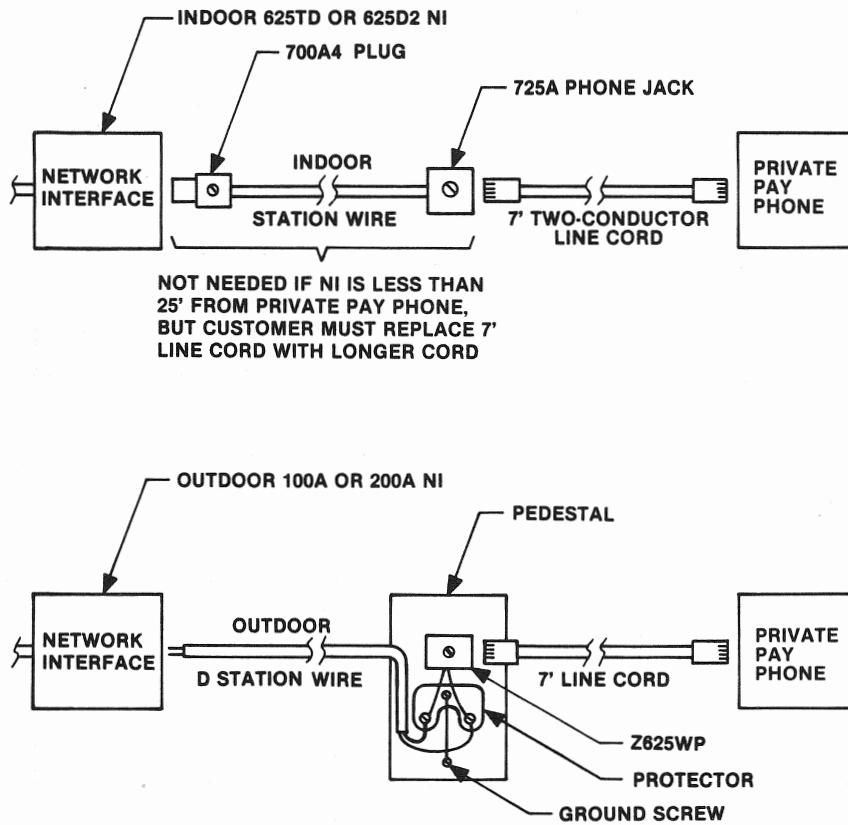 INDOOR 625TD OR 625D2 NI
700A4 PLUG
725A PHONE JACK
NETWORK
INTERFACE
INDOOR
STATION WIRE
7' TWO-CONDUCTOR
LINE CORD
PRIVATE
PAY
PHONE
NOT NEEDED IF NI IS LESS THAN
25' FROM PRIVATE PAY PHONE,
BUT CUSTOMER MUST REPLACE 7'
LINE CORD WITH LONGER CORD
OUTDOOR 100A OR 200A NI
PEDESTAL
NETWORK
INTERFACE
OUTDOOR
D STATION WIRE
7' LINE CORD
PRIVATE
PAY
PHONE
Z625WP
PROTECTOR
GROUND SCREW